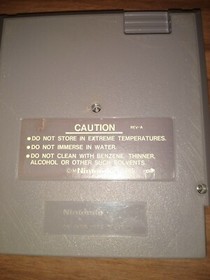 CAUTION
REV-A
●DO NOT STORE IN EXTREME TEMPERATURES.
●DO NOT IMMERSE IN WATER.
●DO NOT CLEAN WITH BENZENE, THINNER,
ALCOHOL OR OTHER SUCH SOLVENTS.
Nintendo